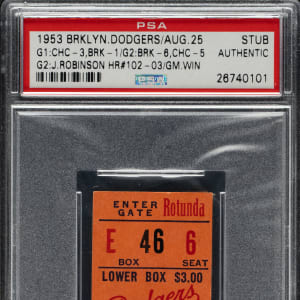 PSA
1953 BRKLYN.DODGERS/AUG.25 STUB
G1:CHC-3,BRK-1/G2:BRK-6,CHC-5 AUTHENTIC
G2:J.ROBINSON HR#102-03/GM.WIN 26740101
ENTER GATE Rotunda
E 46 6
BOX SEAT
LOWER BOX $3.00
Dodgers